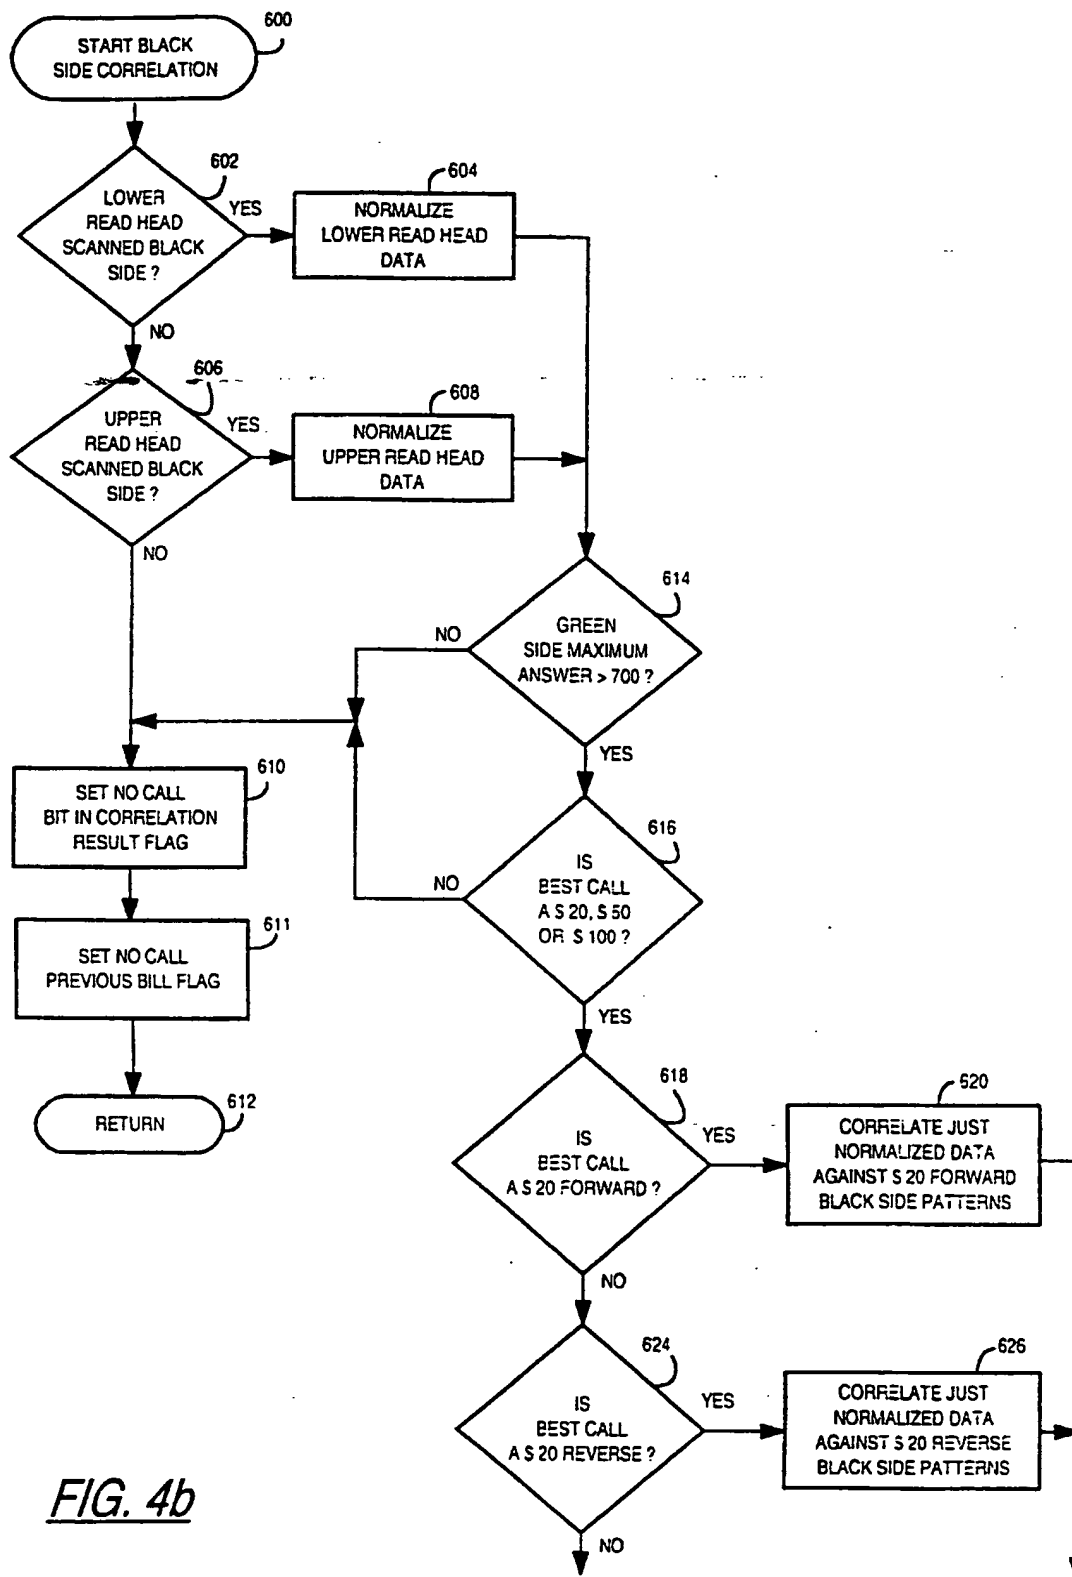 600
START BLACK
SIDE CORRELATION
602
LOWER
READ HEAD
SCANNED BLACK
SIDE ?
YES
604
NORMALIZE
LOWER READ HEAD
DATA
NO
606
UPPER
READ HEAD
SCANNED BLACK
SIDE ?
YES
608
NORMALIZE
UPPER READ HEAD
DATA
NO
614
GREEN
SIDE MAXIMUM
ANSWER > 700 ?
NO
YES
610
SET NO CALL
BIT IN CORRELATION
RESULT FLAG
616
IS
BEST CALL
A $ 20, $ 50
OR $ 100 ?
NO
YES
611
SET NO CALL
PREVIOUS BILL FLAG
612
RETURN
618
IS
BEST CALL
A $ 20 FORWARD ?
YES
620
CORRELATE JUST
NORMALIZED DATA
AGAINST $ 20 FORWARD
BLACK SIDE PATTERNS
NO
624
IS
BEST CALL
A $ 20 REVERSE ?
YES
626
CORRELATE JUST
NORMALIZED DATA
AGAINST $ 20 REVERSE
BLACK SIDE PATTERNS
NO
FIG. 4b